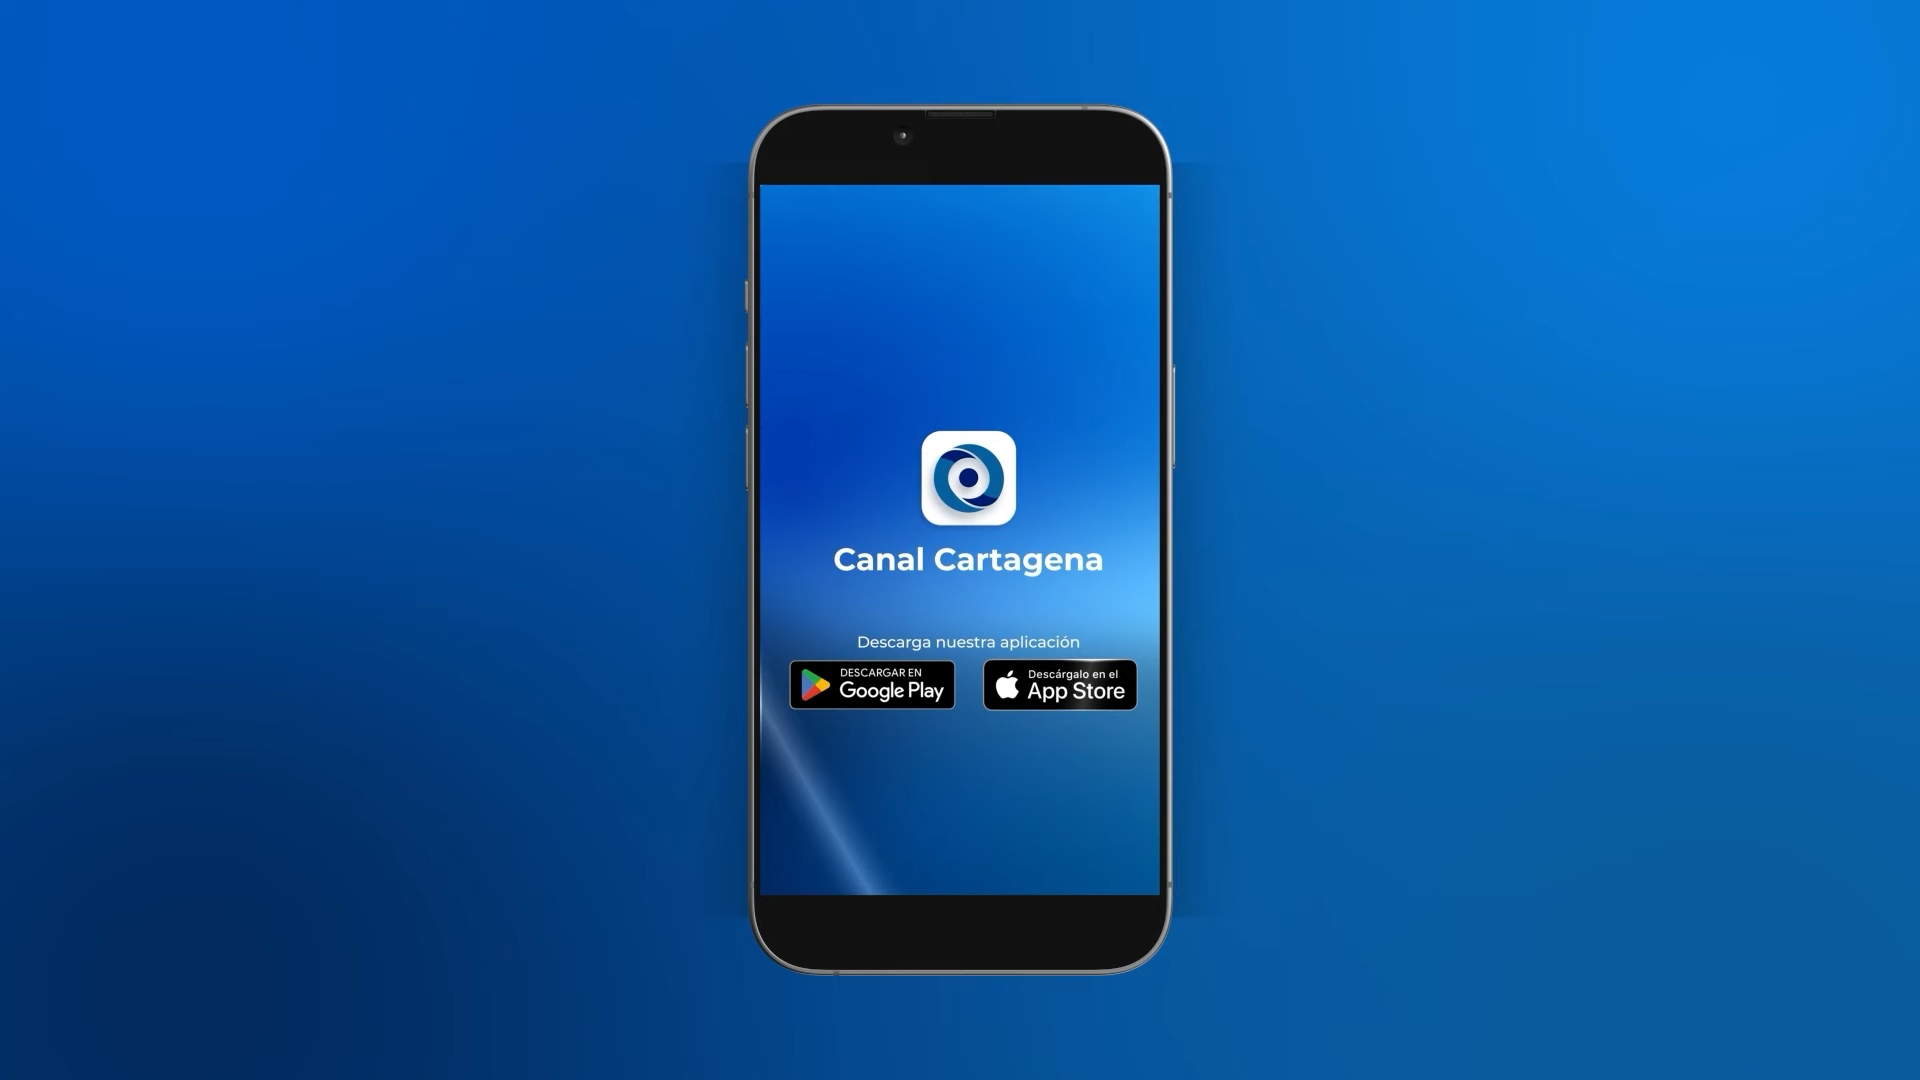 Canal Cartagena
Descarga nuestra aplicación
DESCARGAR EN
Google Play
Descárgalo en el
App Store